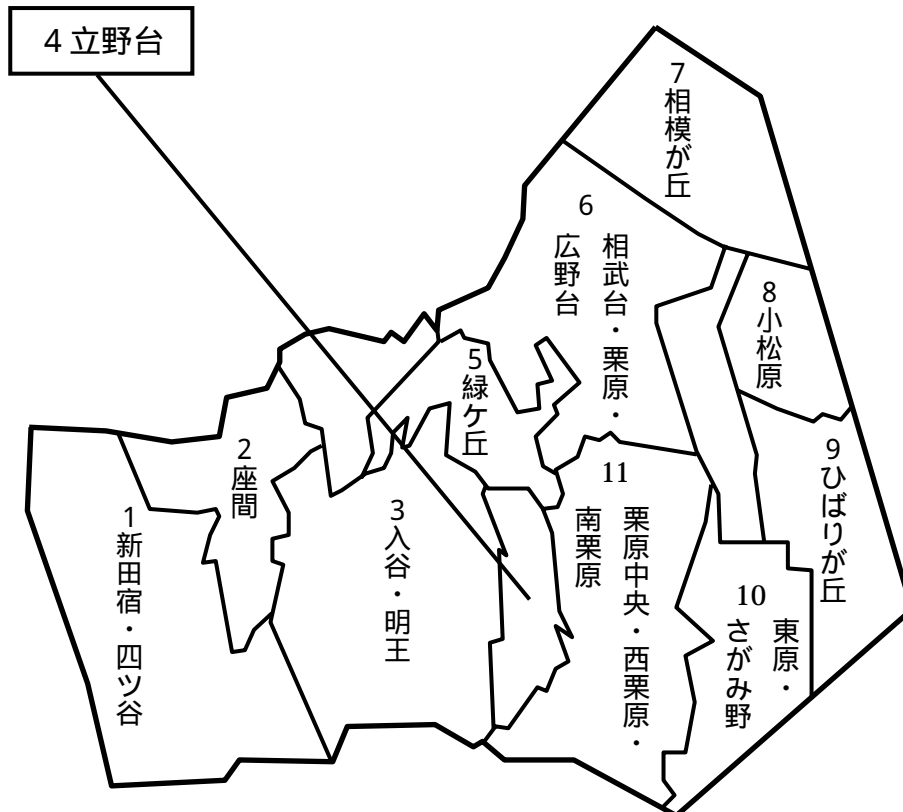 4 立野台
7相模が丘
6
相武台・栗原・
広野台
8小松原
5緑ケ丘
9ひばりが丘
2座間
11
栗原中央・西栗原・
南栗原
3入谷・明王
1新田宿・四ツ谷
10
東原・
さがみ野